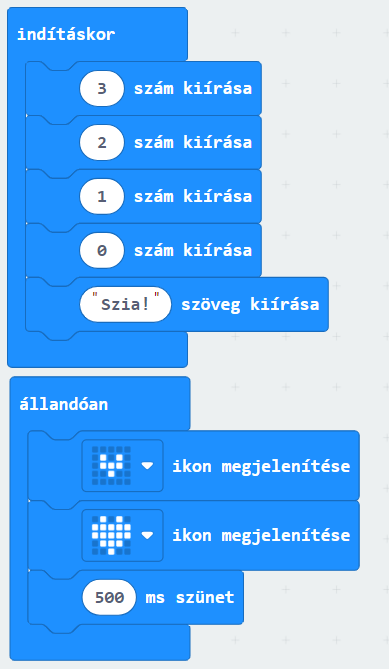 indításkor
3 szám kiírása
2 szám kiírása
1 szám kiírása
0 szám kiírása
"Szia!" szöveg kiírása
állandóan
ikon megjelenítése
ikon megjelenítése
500 ms szünet